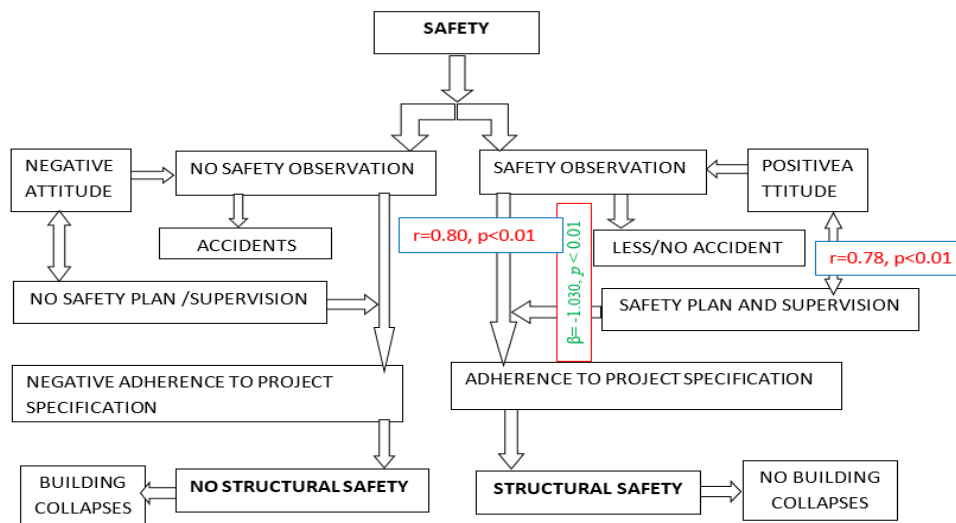 SAFETY
NEGATIVE
ATTITUDE
NO SAFETY OBSERVATION
SAFETY OBSERVATION
POSITIVEA
TTITUDE
ACCIDENTS
r=0.80, p<0.01
β= -1.030, p < 0.01
LESS/NO ACCIDENT
r=0.78, p<0.01
NO SAFETY PLAN /SUPERVISION
SAFETY PLAN AND SUPERVISION
NEGATIVE ADHERENCE TO PROJECT
SPECIFICATION
ADHERENCE TO PROJECT SPECIFICATION
BUILDING
COLLAPSES
NO STRUCTURAL SAFETY
STRUCTURAL SAFETY
NO BUILDING
COLLAPSES